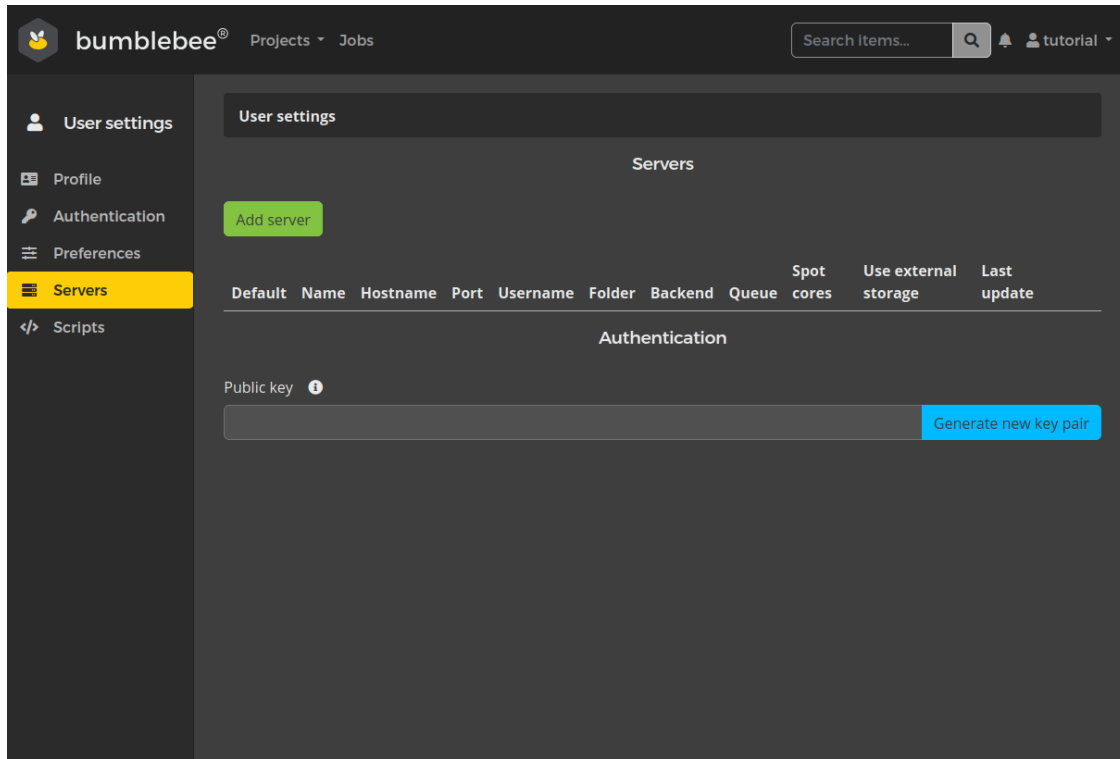 bumblebee® Projects Jobs Search items... tutorial
User settings
Profile
Authentication
Preferences
Servers
Scripts
User settings
Servers
Add server
Default Name Hostname Port Username Folder Backend Queue Spot cores Use external storage Last update
Authentication
Public key
Generate new key pair